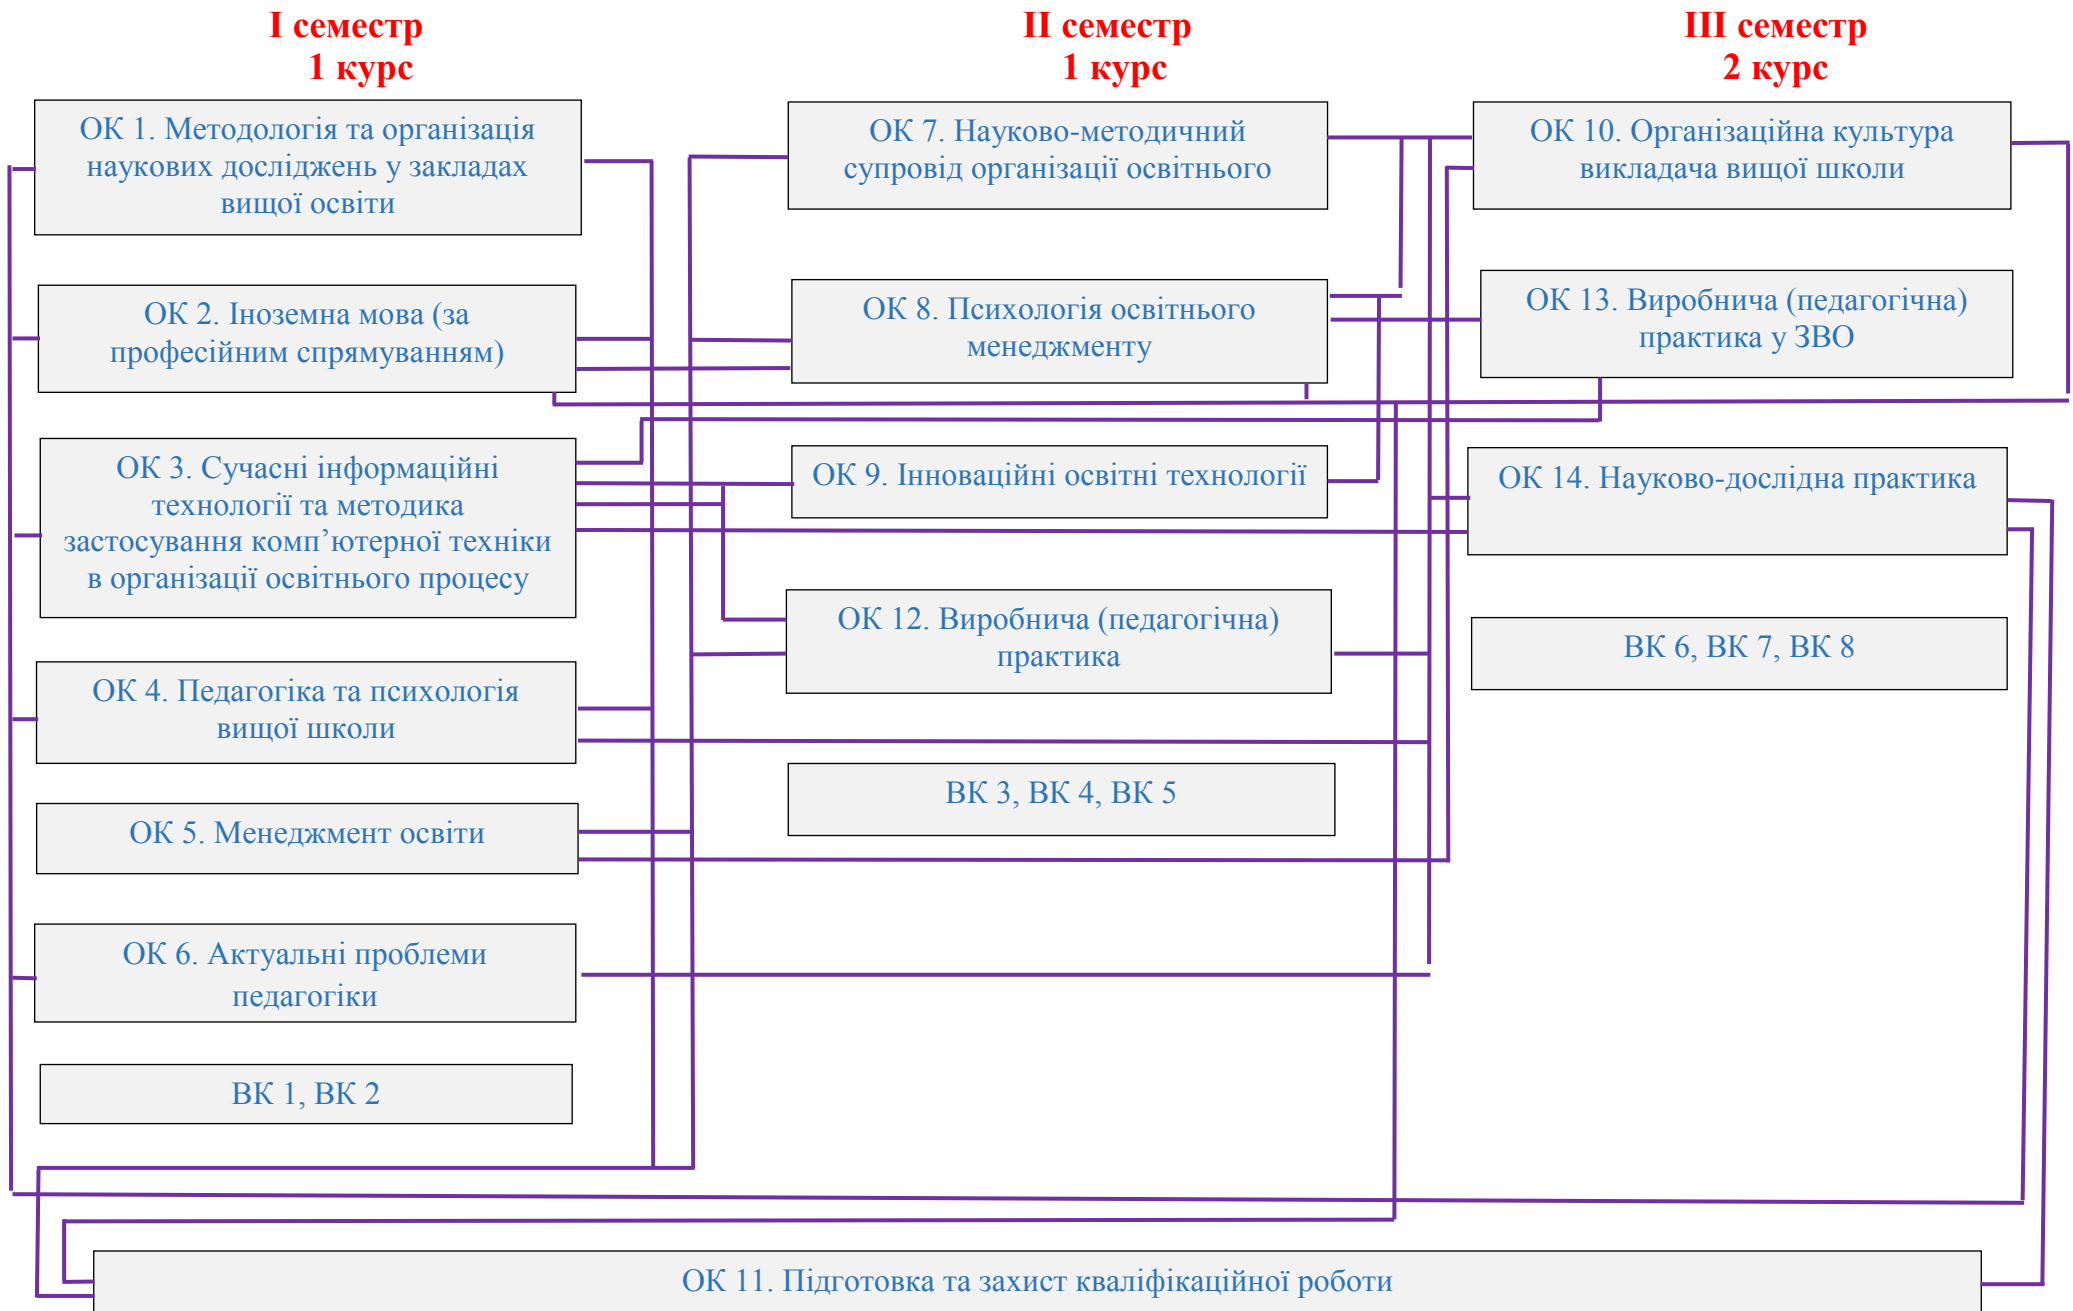 I семестр
1 курс
ОК 1. Методологія та організація
наукових досліджень у закладах
вищої освіти
ОК 2. Іноземна мова (за
професійним спрямуванням)
ОК 3. Сучасні інформаційні
технології та методика
застосування комп’ютерної техніки
в організації освітнього процесу
ОК 4. Педагогіка та психологія
вищої школи
ОК 5. Менеджмент освіти
ОК 6. Актуальні проблеми
педагогіки
ВК 1, ВК 2
II семестр
1 курс
ОК 7. Науково-методичний
супровід організації освітнього
ОК 8. Психологія освітнього
менеджменту
ОК 9. Інноваційні освітні технології
ОК 12. Виробнича (педагогічна)
практика
ВК 3, ВК 4, ВК 5
III семестр
2 курс
ОК 10. Організаційна культура
викладача вищої школи
ОК 13. Виробнича (педагогічна)
практика у ЗВО
ОК 14. Науково-дослідна практика
ВК 6, ВК 7, ВК 8
ОК 11. Підготовка та захист кваліфікаційної роботи